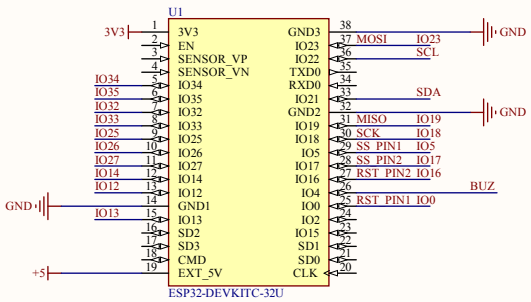 U1
3V3 1 3V3 GND3 38 GND
2 EN IO23 37 MOSI IO23
3 SENSOR_VP IO22 36 SCL
4 SENSOR_VN TXD0 35
IO34 5 IO34 RXD0 34
IO35 6 IO35 IO21 33 SDA
IO32 7 IO32 GND2 32 GND
IO33 8 IO33 IO19 31 MISO IO19
IO25 9 IO25 IO18 30 SCK IO18
IO26 10 IO26 IO5 29 SS_PIN1 IO5
IO27 11 IO27 IO17 28 SS_PIN2 IO17
IO14 12 IO14 IO16 27 RST_PIN2 IO16
IO12 13 IO12 IO4 26 BUZ
GND 14 GND1 IO0 25 RST_PIN1 IO0
IO13 15 IO13 IO2 24
16 SD2 IO15 23
17 SD3 SD1 22
18 CMD SD0 21
+5 19 EXT_5V CLK 20
ESP32-DEVKITC-32U